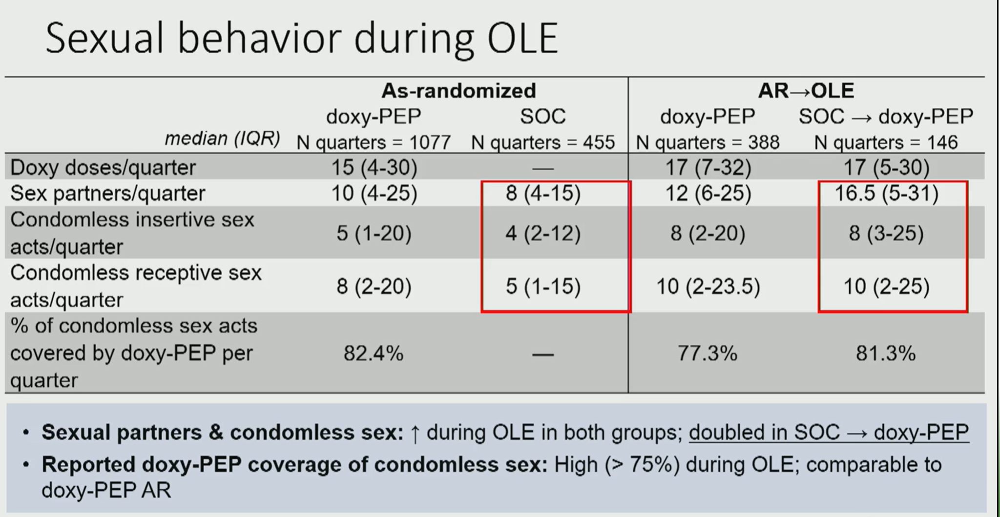 Sexual behavior during OLE
As-randomized AR→OLE
doxy-PEP SOC doxy-PEP SOC → doxy-PEP
median (IQR) N quarters = 1077 N quarters = 455 N quarters = 388 N quarters = 146
Doxy doses/quarter 15 (4-30) — 17 (7-32) 17 (5-30)
Sex partners/quarter 10 (4-25) 8 (4-15) 12 (6-25) 16.5 (5-31)
Condomless insertive sex
acts/quarter 5 (1-20) 4 (2-12) 8 (2-20) 8 (3-25)
Condomless receptive sex
acts/quarter 8 (2-20) 5 (1-15) 10 (2-23.5) 10 (2-25)
% of condomless sex acts
covered by doxy-PEP per 82.4% — 77.3% 81.3%
quarter
• Sexual partners & condomless sex: ↑ during OLE in both groups; doubled in SOC → doxy-PEP
• Reported doxy-PEP coverage of condomless sex: High (> 75%) during OLE; comparable to
doxy-PEP AR